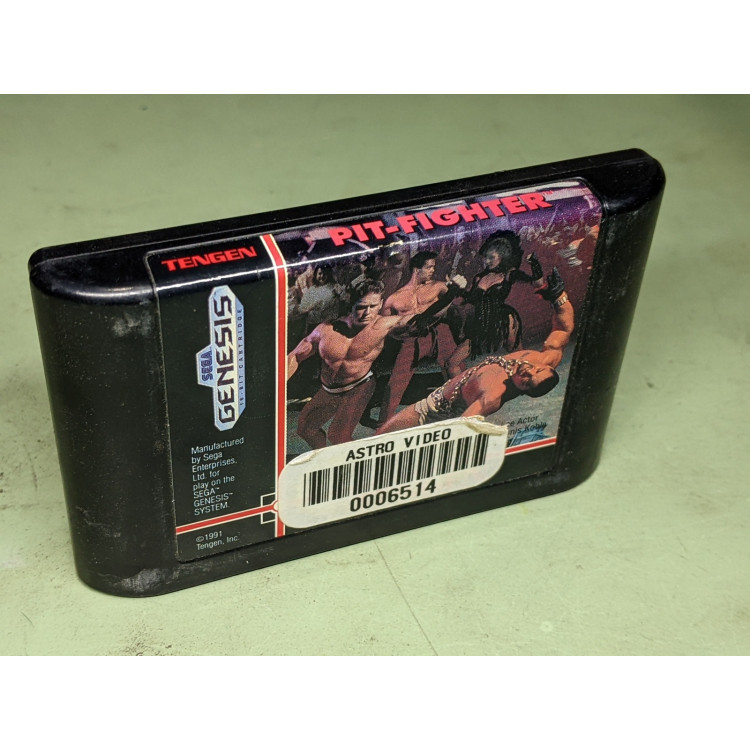 PIT-FIGHTER™
TENGEN
SEGA
GENESIS
16-BIT CARTRIDGE
Manufactured
by Sega
Enterprises,
Ltd. for
play on the
SEGA™
GENESIS™
SYSTEM.
©1991
Tengen, Inc.
Actor
ASTRO VIDEO
0006514